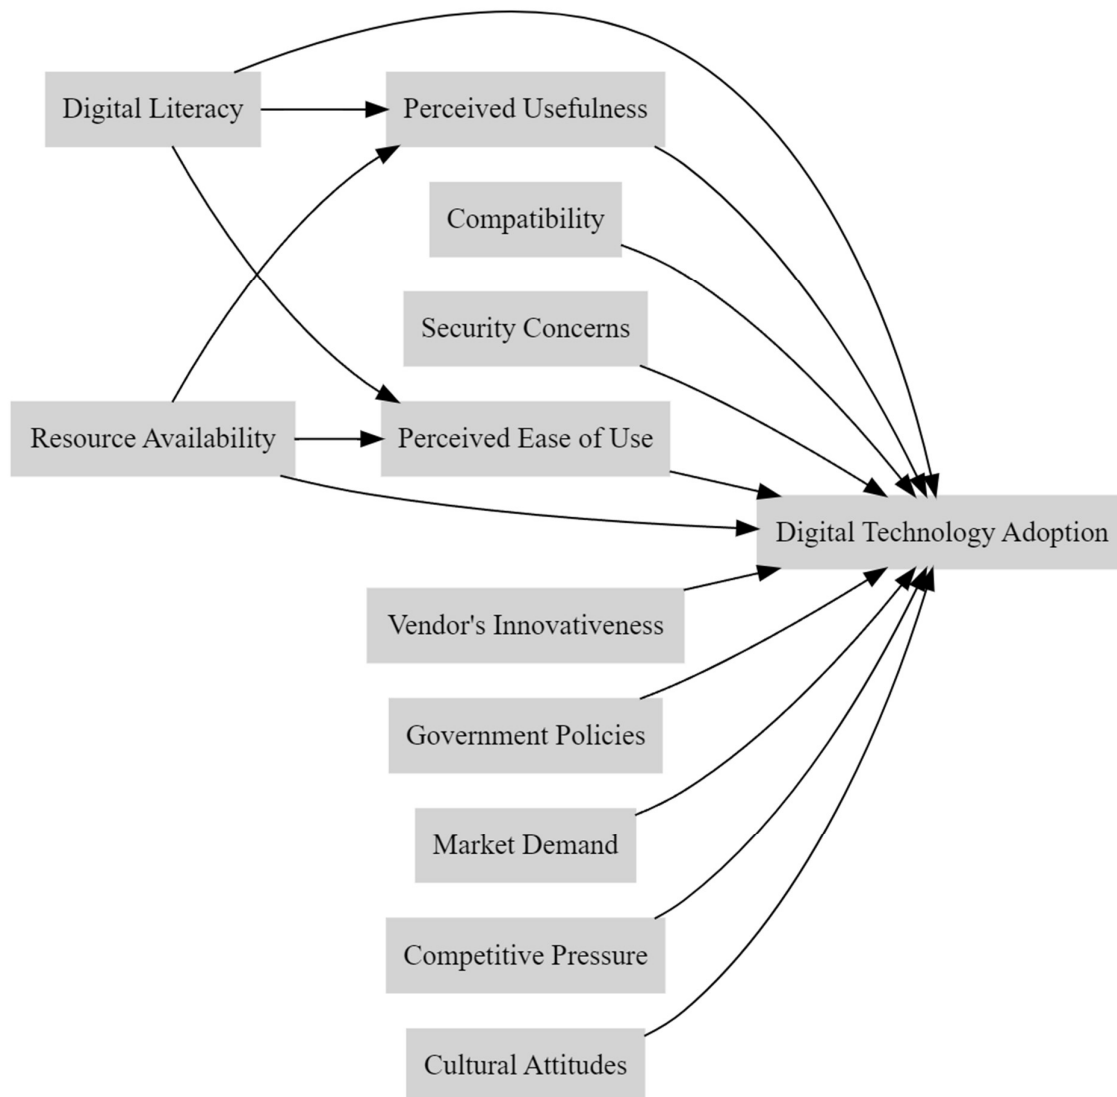 Digital Literacy
Perceived Usefulness
Compatibility
Security Concerns
Resource Availability
Perceived Ease of Use
Digital Technology Adoption
Vendor's Innovativeness
Government Policies
Market Demand
Competitive Pressure
Cultural Attitudes